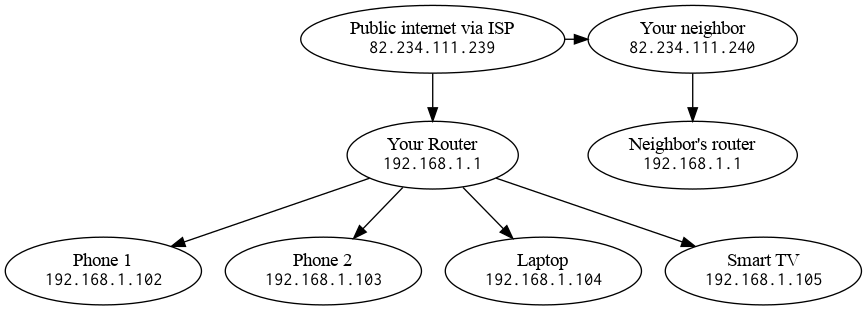 Public internet via ISP
82.234.111.239
Your neighbor
82.234.111.240
Your Router
192.168.1.1
Neighbor's router
192.168.1.1
Phone 1
192.168.1.102
Phone 2
192.168.1.103
Laptop
192.168.1.104
Smart TV
192.168.1.105